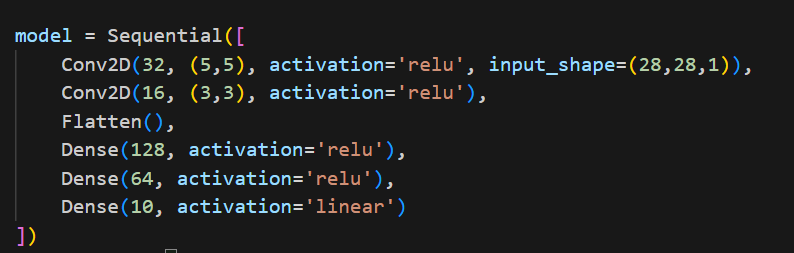 model = Sequential([
    Conv2D(32, (5,5), activation='relu', input_shape=(28,28,1)),
    Conv2D(16, (3,3), activation='relu'),
    Flatten(),
    Dense(128, activation='relu'),
    Dense(64, activation='relu'),
    Dense(10, activation='linear')
])